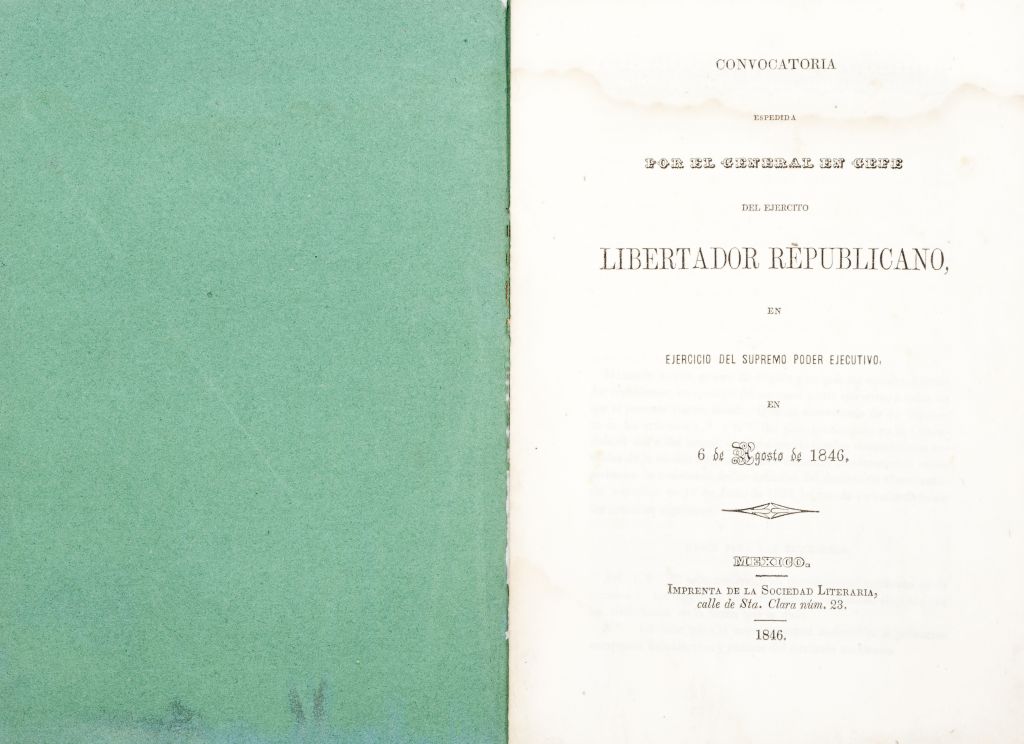 CONVOCATORIA
ESPEDIDA
POR EL GENERAL EN GEFE
DEL EJERCITO
LIBERTADOR REPUBLICANO,
EN
EJERCICIO DEL SUPREMO PODER EJECUTIVO,
EN
6 de Agosto de 1846.
MEXICO.
IMPRENTA DE LA SOCIEDAD LITERARIA,
calle de Sta. Clara núm. 23.
1846.